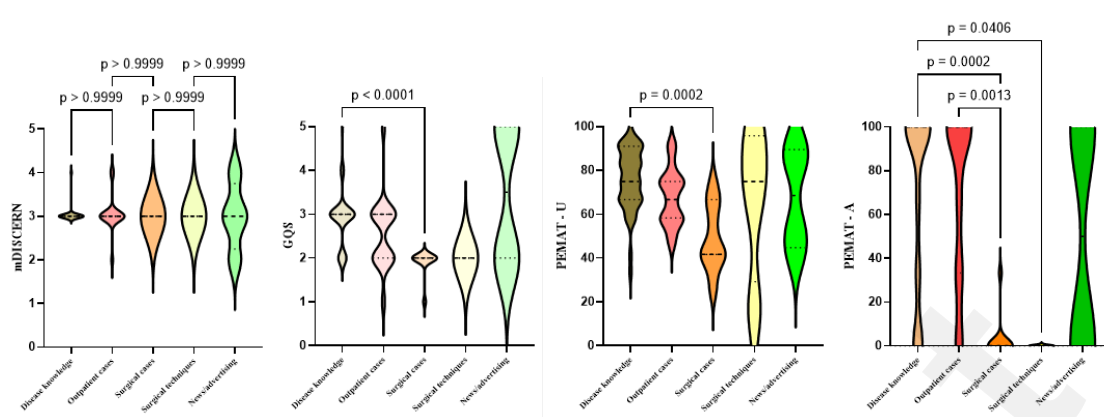 p > 0.9999
p > 0.9999
p > 0.9999
p > 0.9999
mDISCERN
5
4
3
2
1
0
Disease knowledge
Outpatient cases
Surgical cases
Surgical techniques
News/advertising
p < 0.0001
GQS
5
4
3
2
1
0
Disease knowledge
Outpatient cases
Surgical cases
Surgical techniques
News/advertising
p = 0.0002
PEMAT - U
100
80
60
40
20
0
Disease knowledge
Outpatient cases
Surgical cases
Surgical techniques
News/advertising
p = 0.0406
p = 0.0002
p = 0.0013
PEMAT - A
100
80
60
40
20
0
Disease knowledge
Outpatient cases
Surgical cases
Surgical techniques
News/advertising